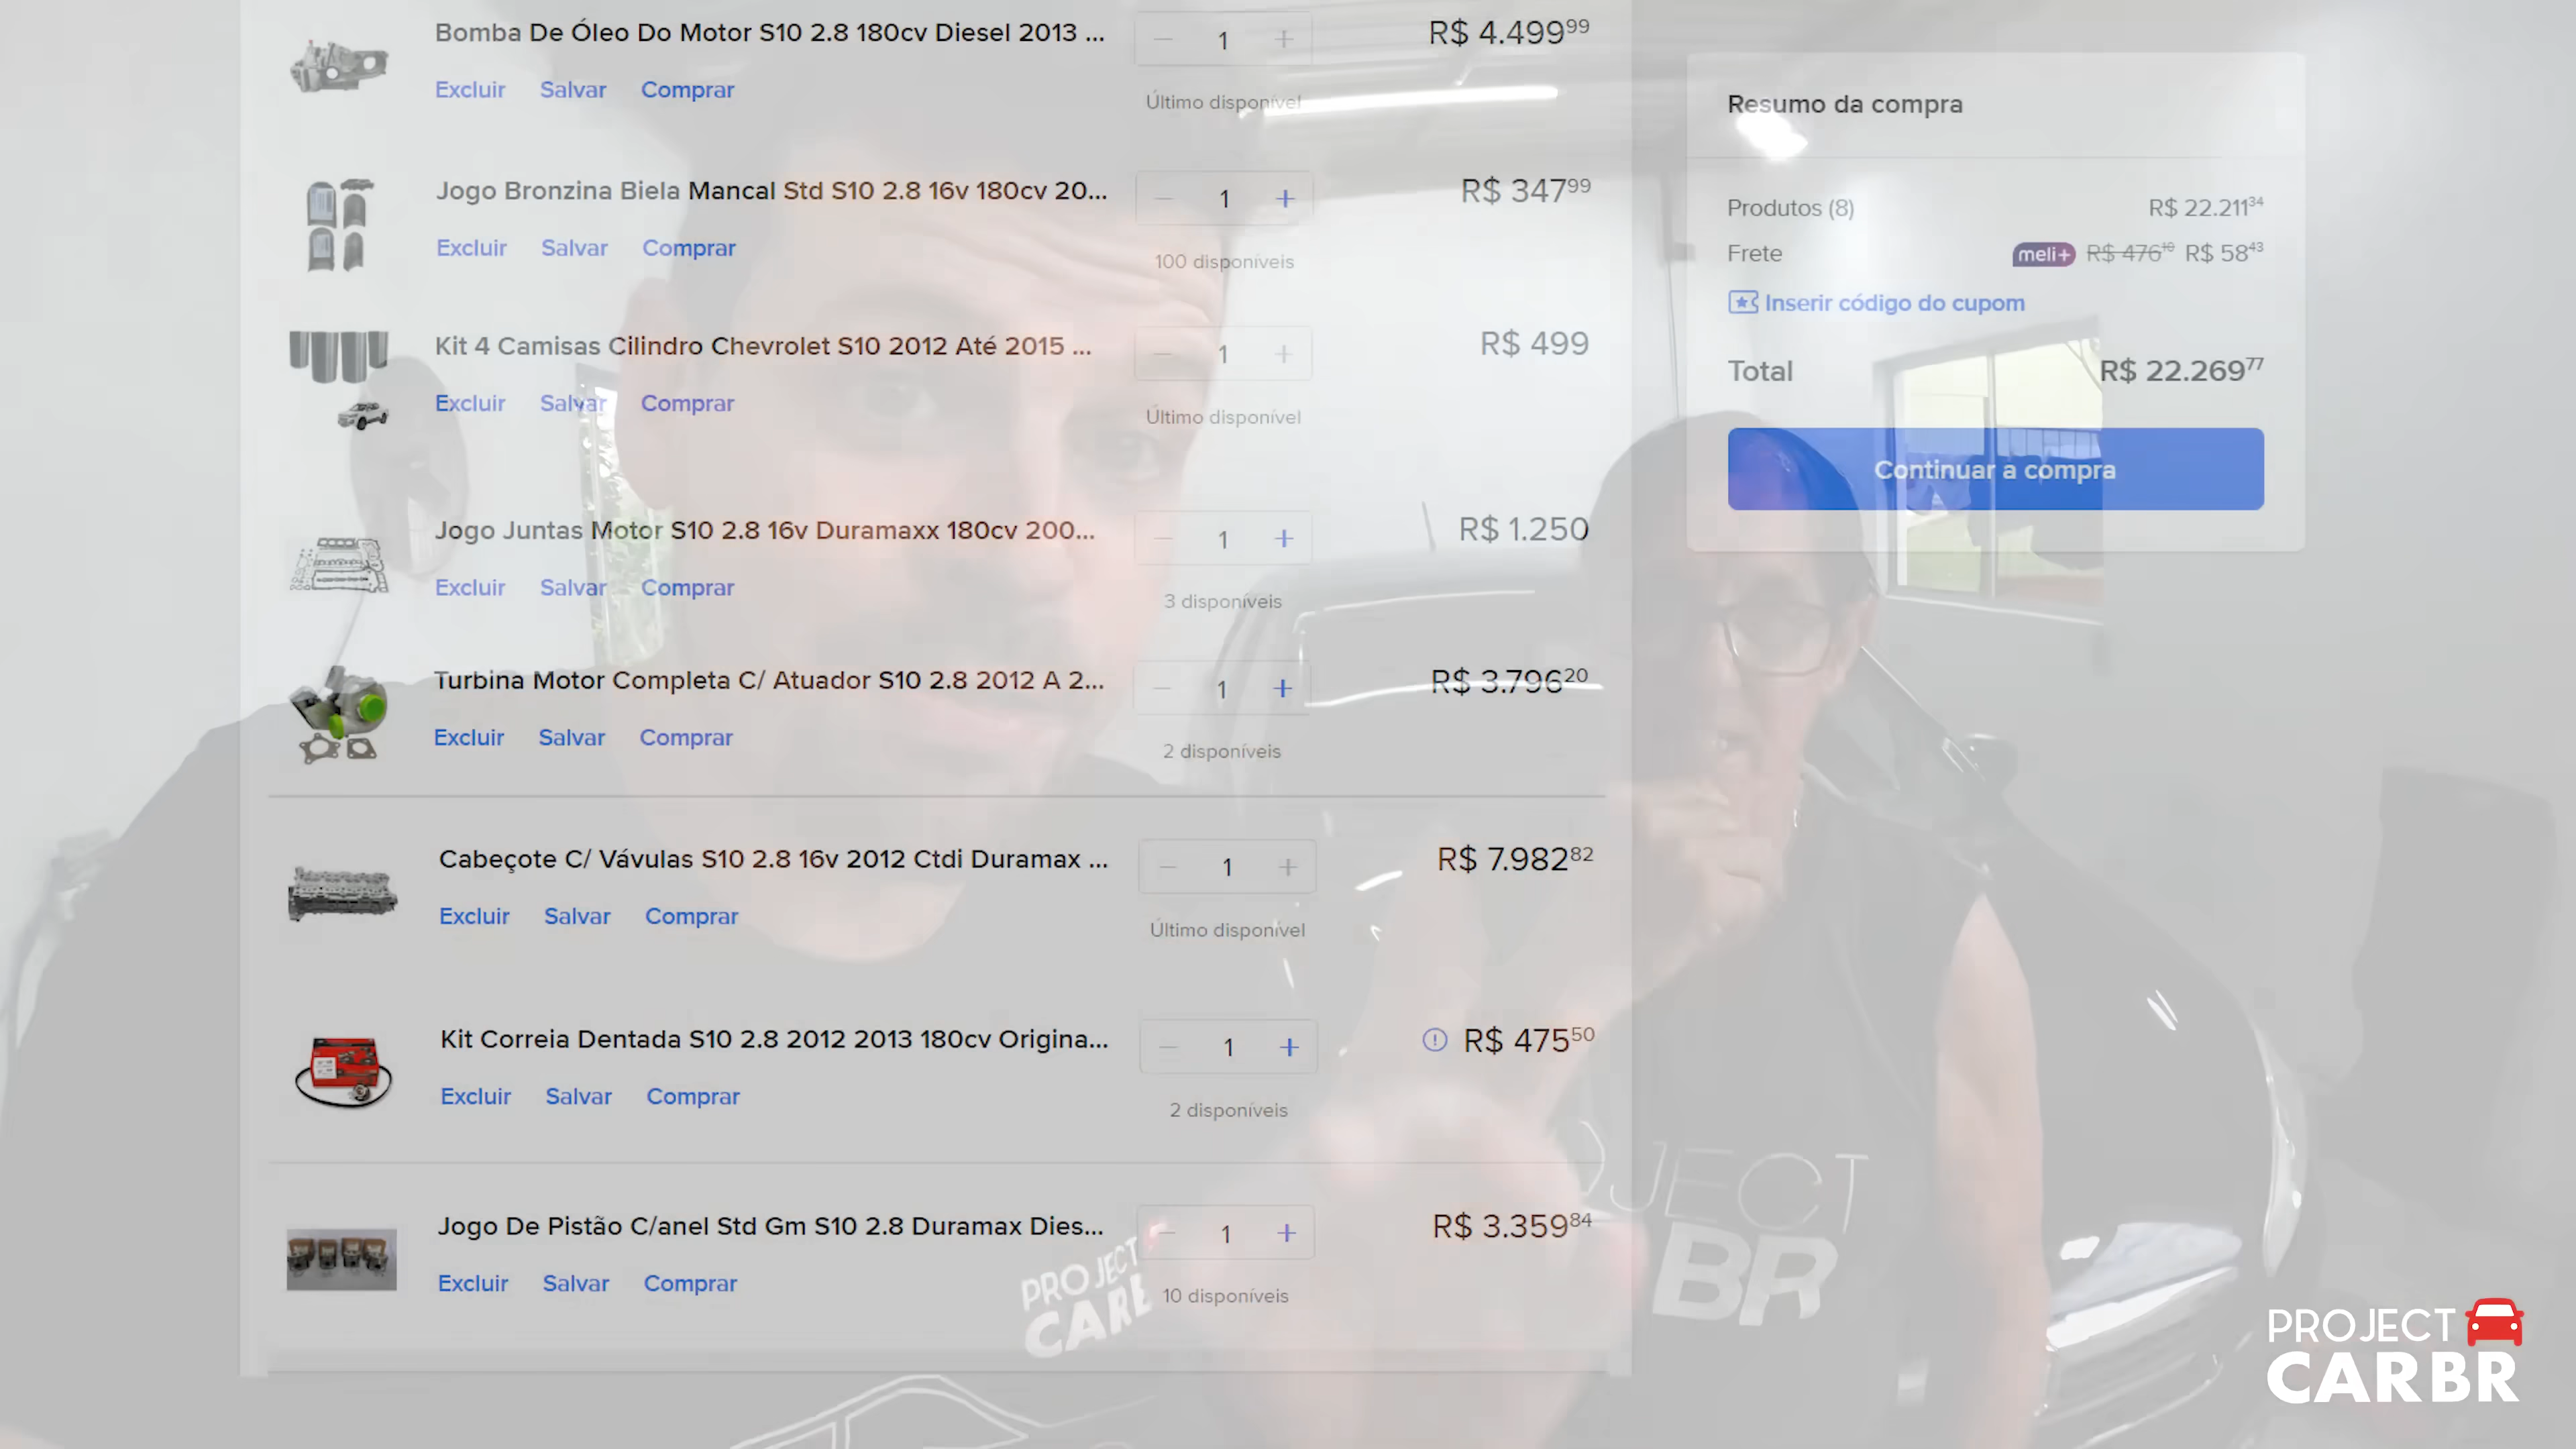 Bomba De Óleo Do Motor S10 2.8 180cv Diesel 2013 ...
1
R$ 4.499⁹⁹
Excluir Salvar Comprar
Último disponível
Jogo Bronzina Biela Mancal Std S10 2.8 16v 180cv 20...
1
R$ 347⁹⁹
Excluir Salvar Comprar
100 disponíveis
Kit 4 Camisas Cilindro Chevrolet S10 2012 Até 2015 ...
1
R$ 499
Excluir Salvar Comprar
Último disponível
Jogo Juntas Motor S10 2.8 16v Duramaxx 180cv 200...
1
R$ 1.250
Excluir Salvar Comprar
3 disponíveis
Turbina Motor Completa C/ Atuador S10 2.8 2012 A 2...
1
R$ 3.796²⁰
Excluir Salvar Comprar
2 disponíveis
Cabeçote C/ Vávulas S10 2.8 16v 2012 Ctdi Duramax ...
1
R$ 7.982⁸²
Excluir Salvar Comprar
Último disponível
Kit Correia Dentada S10 2.8 2012 2013 180cv Origina...
1
R$ 475⁵⁰
Excluir Salvar Comprar
2 disponíveis
Jogo De Pistão C/anel Std Gm S10 2.8 Duramax Dies...
1
R$ 3.359⁸⁴
Excluir Salvar Comprar
10 disponíveis
Resumo da compra
Produtos (8) R$ 22.211³⁴
Frete meli+ R$ 476¹⁰ R$ 58⁴³
Inserir código do cupom
Total R$ 22.269⁷⁷
Continuar a compra
PROJECT
CARB
OJECT
BR
PROJECT
CARBR